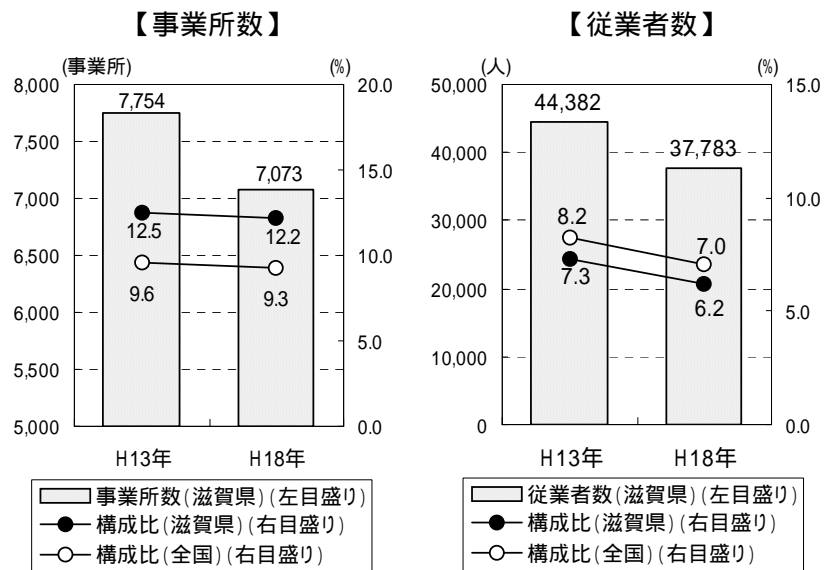 【事業所数】
(事業所)
(%)
8,000
7,500
7,000
6,500
6,000
5,500
5,000
20.0
15.0
10.0
5.0
0.0
7,754
7,073
12.5
12.2
9.6
9.3
H13年
H18年
事業所数(滋賀県)(左目盛り)
構成比(滋賀県)(右目盛り)
構成比(全国)(右目盛り)
【従業者数】
(人)
(%)
50,000
40,000
30,000
20,000
10,000
0
15.0
10.0
5.0
0.0
44,382
37,783
8.2
7.0
7.3
6.2
H13年
H18年
従業者数(滋賀県)(左目盛り)
構成比(滋賀県)(右目盛り)
構成比(全国)(右目盛り)